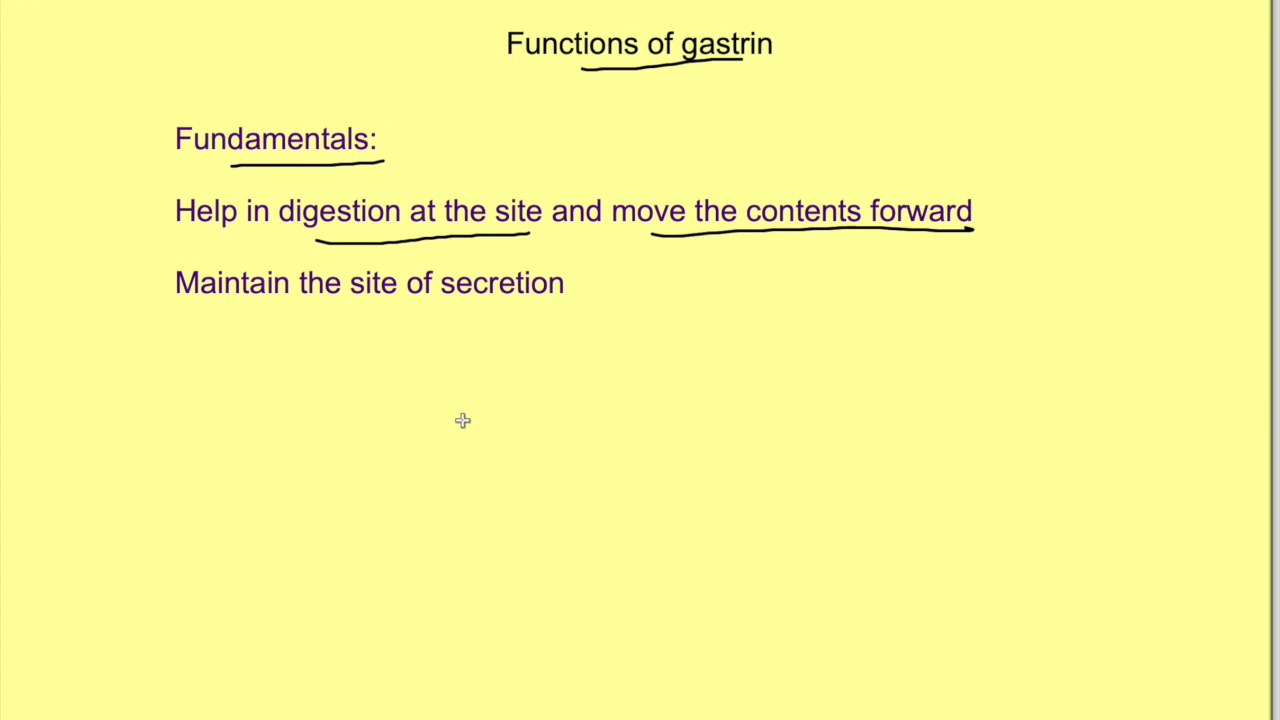 Functions of gastrin
Fundamentals:
Help in digestion at the site and move the contents forward
Maintain the site of secretion